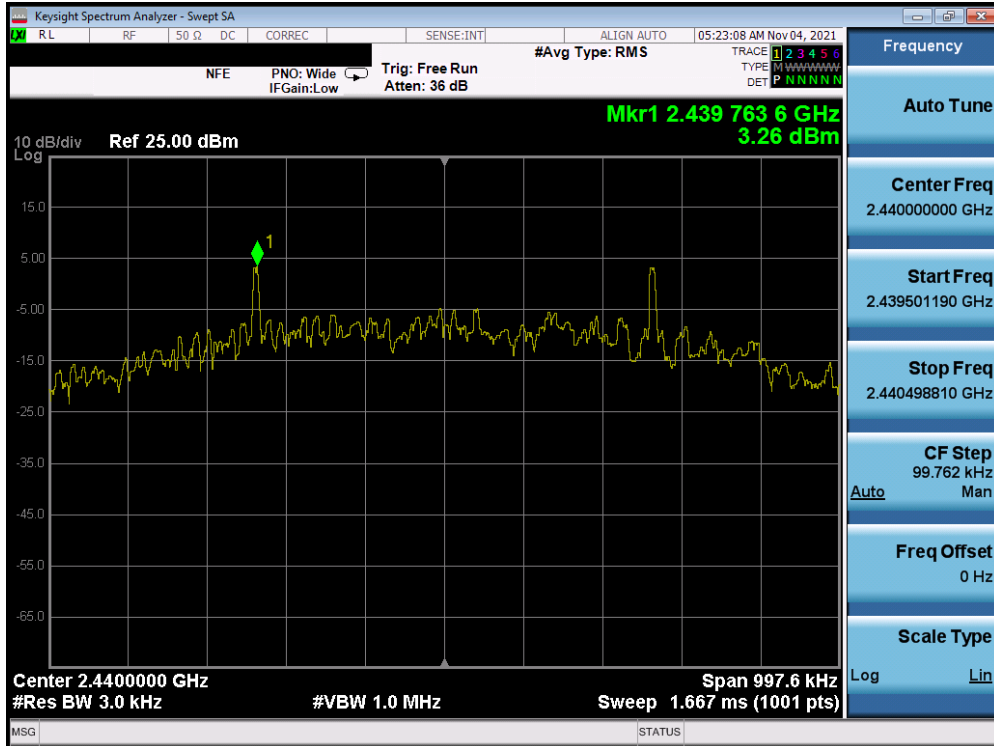 Keysight Spectrum Analyzer - Swept SA
LXI RL RF 50 Ω DC CORREC SENSE:INT ALIGN AUTO 05:23:08 AM Nov 04, 2021
NFE PNO: Wide Trig: Free Run #Avg Type: RMS TRACE 1 2 3 4 5 6
IFGain:Low Atten: 36 dB TYPE M WWWWW
DET P N N N N N
Mkr1 2.439 763 6 GHz
3.26 dBm
10 dB/div Ref 25.00 dBm
Log
1
15.0
5.00
-5.00
-15.0
-25.0
-35.0
-45.0
-55.0
-65.0
Center 2.4400000 GHz Span 997.6 kHz
#Res BW 3.0 kHz #VBW 1.0 MHz Sweep 1.667 ms (1001 pts)
MSG STATUS
Frequency
Auto Tune
Center Freq
2.440000000 GHz
Start Freq
2.439501190 GHz
Stop Freq
2.440498810 GHz
CF Step
99.762 kHz
Auto Man
Freq Offset
0 Hz
Scale Type
Log Lin